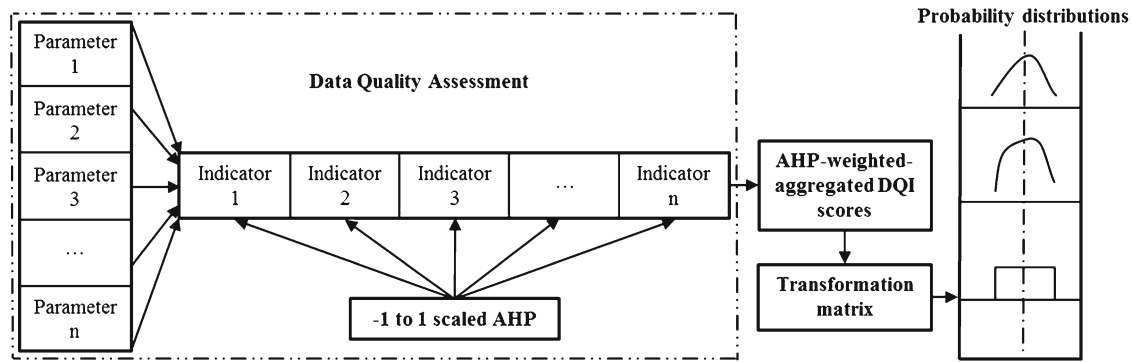 Probability distributions
Parameter
1
Parameter
2
Parameter
3
...
Parameter
n
Data Quality Assessment
Indicator
1
Indicator
2
Indicator
3
...
Indicator
n
-1 to 1 scaled AHP
AHP-weighted-
aggregated DQI
scores
Transformation
matrix